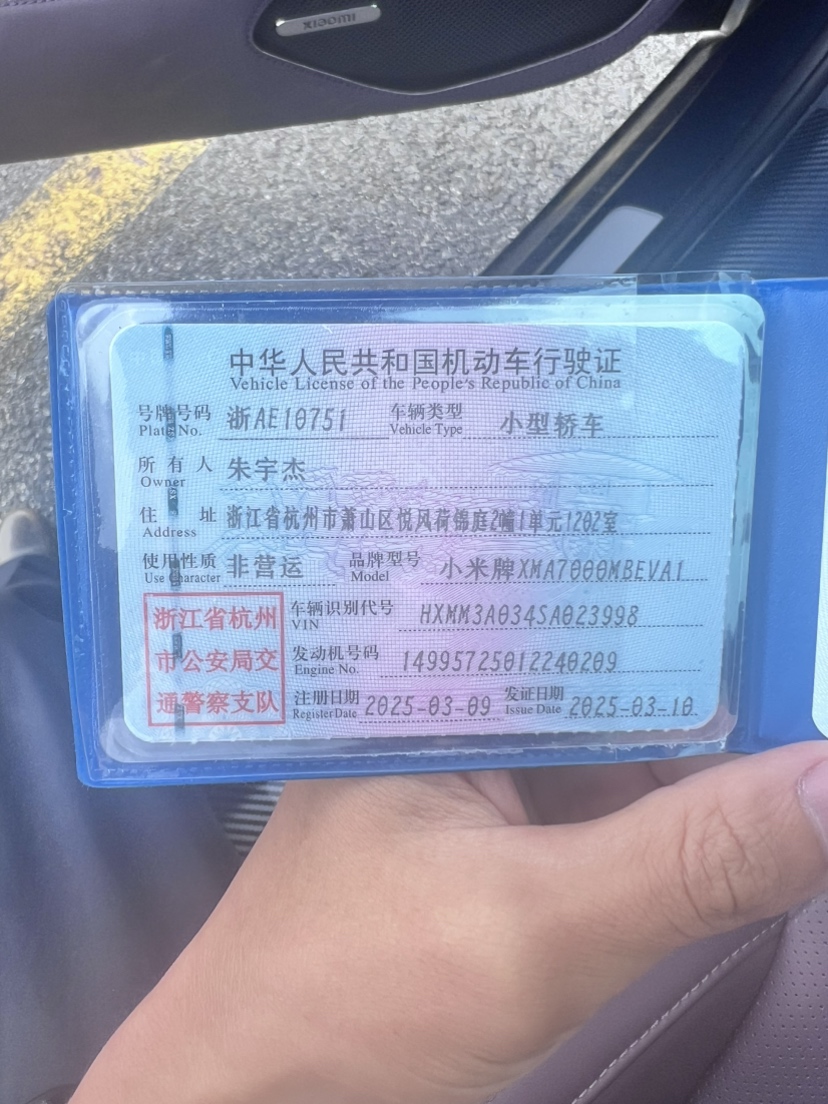 xiaomi
中华人民共和国机动车行驶证
Vehicle License of the People's Republic of China
号牌号码 浙AE10751 车辆类型 小型轿车
Plate No. Vehicle Type
所有人 朱宇杰
Owner
住址 浙江省杭州市萧山区悦风荷锦庭2幢1单元1202室
Address
使用性质 非营运 品牌型号 小米牌XMA7000MBEVA1
Use Character Model
浙江省杭州 车辆识别代号 HXMM3A034SA023998
VIN
市公安局交 发动机号码 14995725012240209
Engine No.
通警察支队 注册日期 2025-03-09 发证日期 2025-03-10
Register Date Issue Date